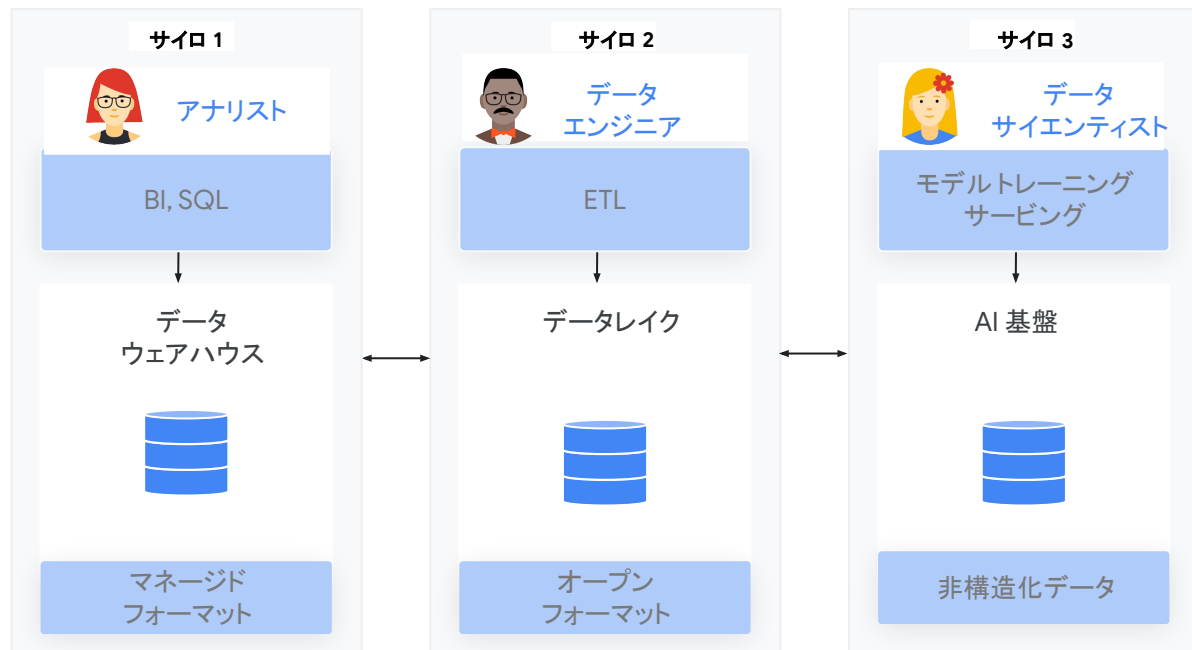 サイロ 1
アナリスト
BI, SQL
データ
ウェアハウス
マネージド
フォーマット
サイロ 2
データ
エンジニア
ETL
データレイク
オープン
フォーマット
サイロ 3
データ
サイエンティスト
モデルトレーニング
サービング
AI 基盤
非構造化データ